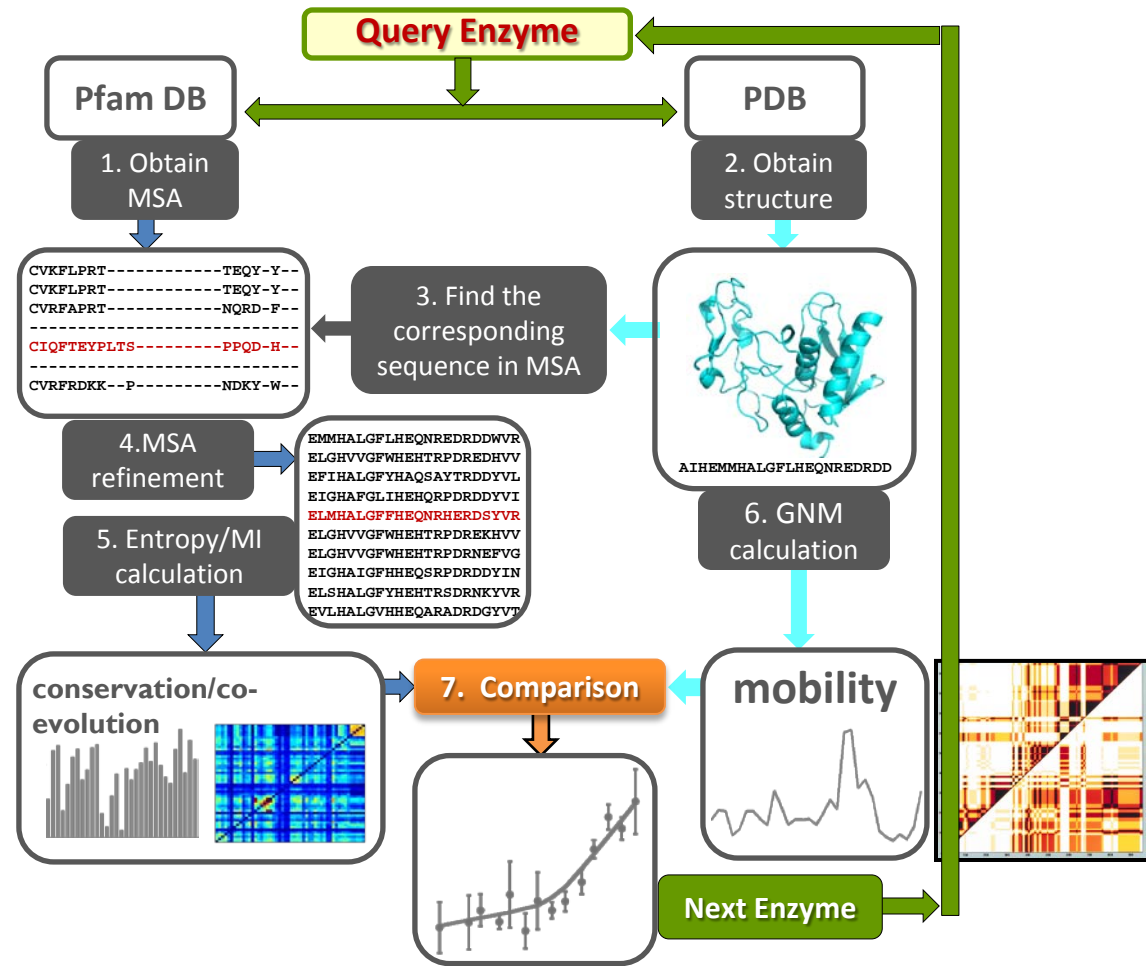 Query Enzyme
Pfam DB
PDB
1. Obtain
MSA
2. Obtain
structure
CVKFLPRT------------TEQY-Y--
CVKFLPRT------------TEQY-Y--
CVRFAPRT------------NQRD-F--
----------------------------
CIQFTEYPLTS---------PPQD-H--
----------------------------
CVRFRDKK--P---------NDKY-W--
3. Find the
corresponding
sequence in MSA
AIHEMMHALGFLHEQNREDRDD
4.MSA
refinement
EMMHALGFLHEQNREDRDDWVR
ELGHVVGFWHEHTRPDREDHVV
EFIHALGFYHAQSAYTRDDYVL
EIGHAFGLIHEHQRPDRDDYVI
ELMHALGFFHEQNRHERDSYVR
ELGHVVGFWHEHTRPDREKHVV
ELGHVVGFWHEHTRPDRNEFVG
EIGHAIGFHHEQSRPDRDDYIN
ELSHALGFYHEHTRSDRNKYVR
EVLHALGVHHEQARADRDGYVT
5. Entropy/MI
calculation
6. GNM
calculation
conservation/co-
evolution
7. Comparison
mobility
Next Enzyme